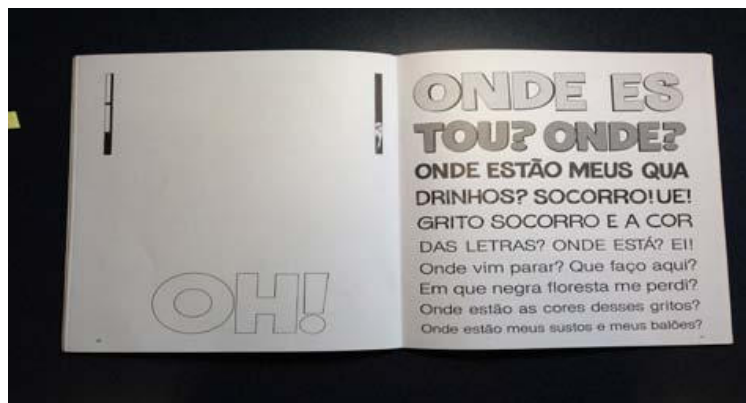 OH!
ONDE ES
TOU? ONDE?
ONDE ESTÃO MEUS QUA
DRINHOS? SOCORRO! UE!
GRITO SOCORRO E A COR
DAS LETRAS? ONDE ESTÁ? EI!
Onde vim parar? Que faço aqui?
Em que negra floresta me perdi?
Onde estão as cores desses gritos?
Onde estão meus sustos e meus balões?